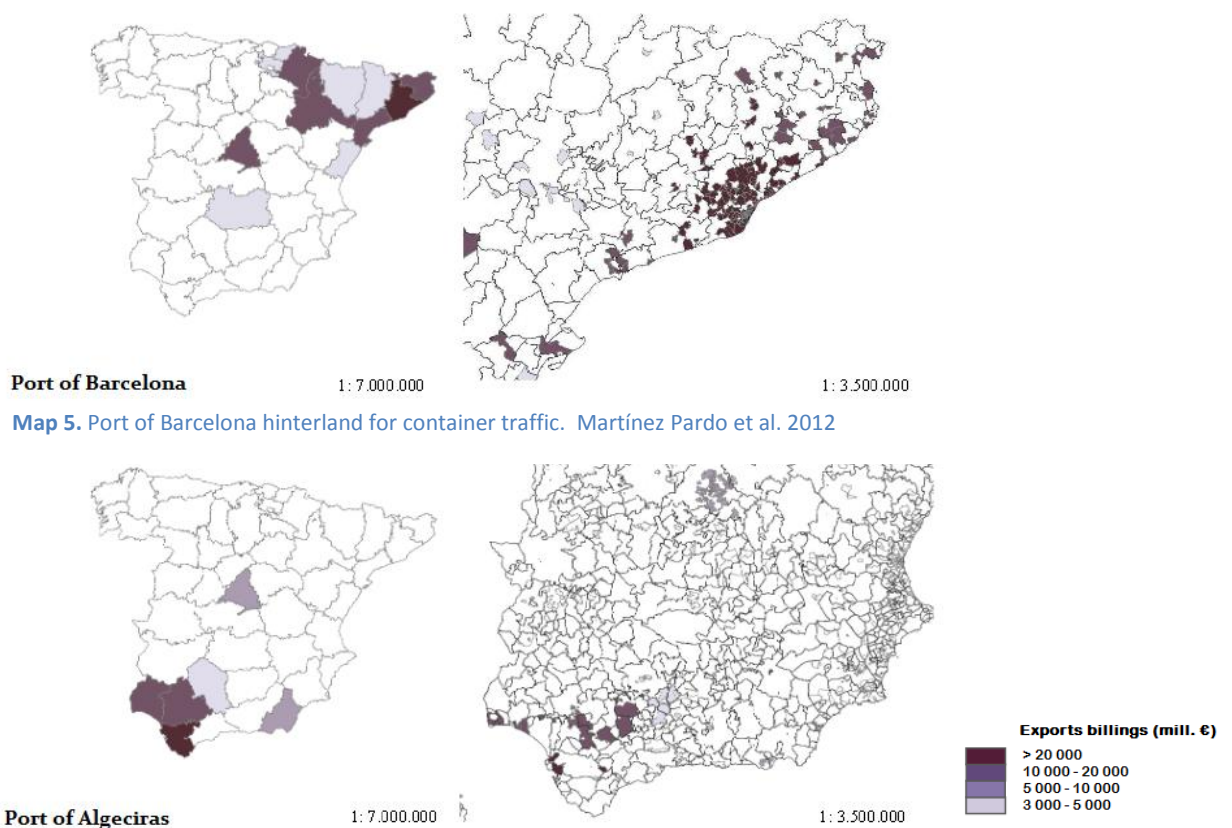 Port of Barcelona
1: 7.000.000
1: 3.500.000
Map 5. Port of Barcelona hinterland for container traffic. Martínez Pardo et al. 2012
Port of Algeciras
1: 7.000.000
1: 3.500.000
Exports billings (mill. €)
> 20 000
10 000 - 20 000
5 000 - 10 000
3 000 - 5 000